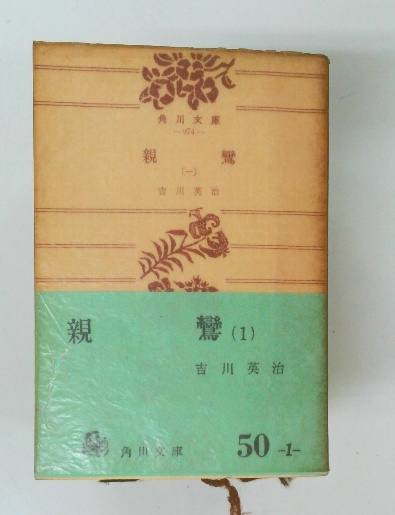 角川文庫
—974—
親鸞
(一)
吉川英治
親鸞(1)
吉川英治
角川文庫
50 -1-